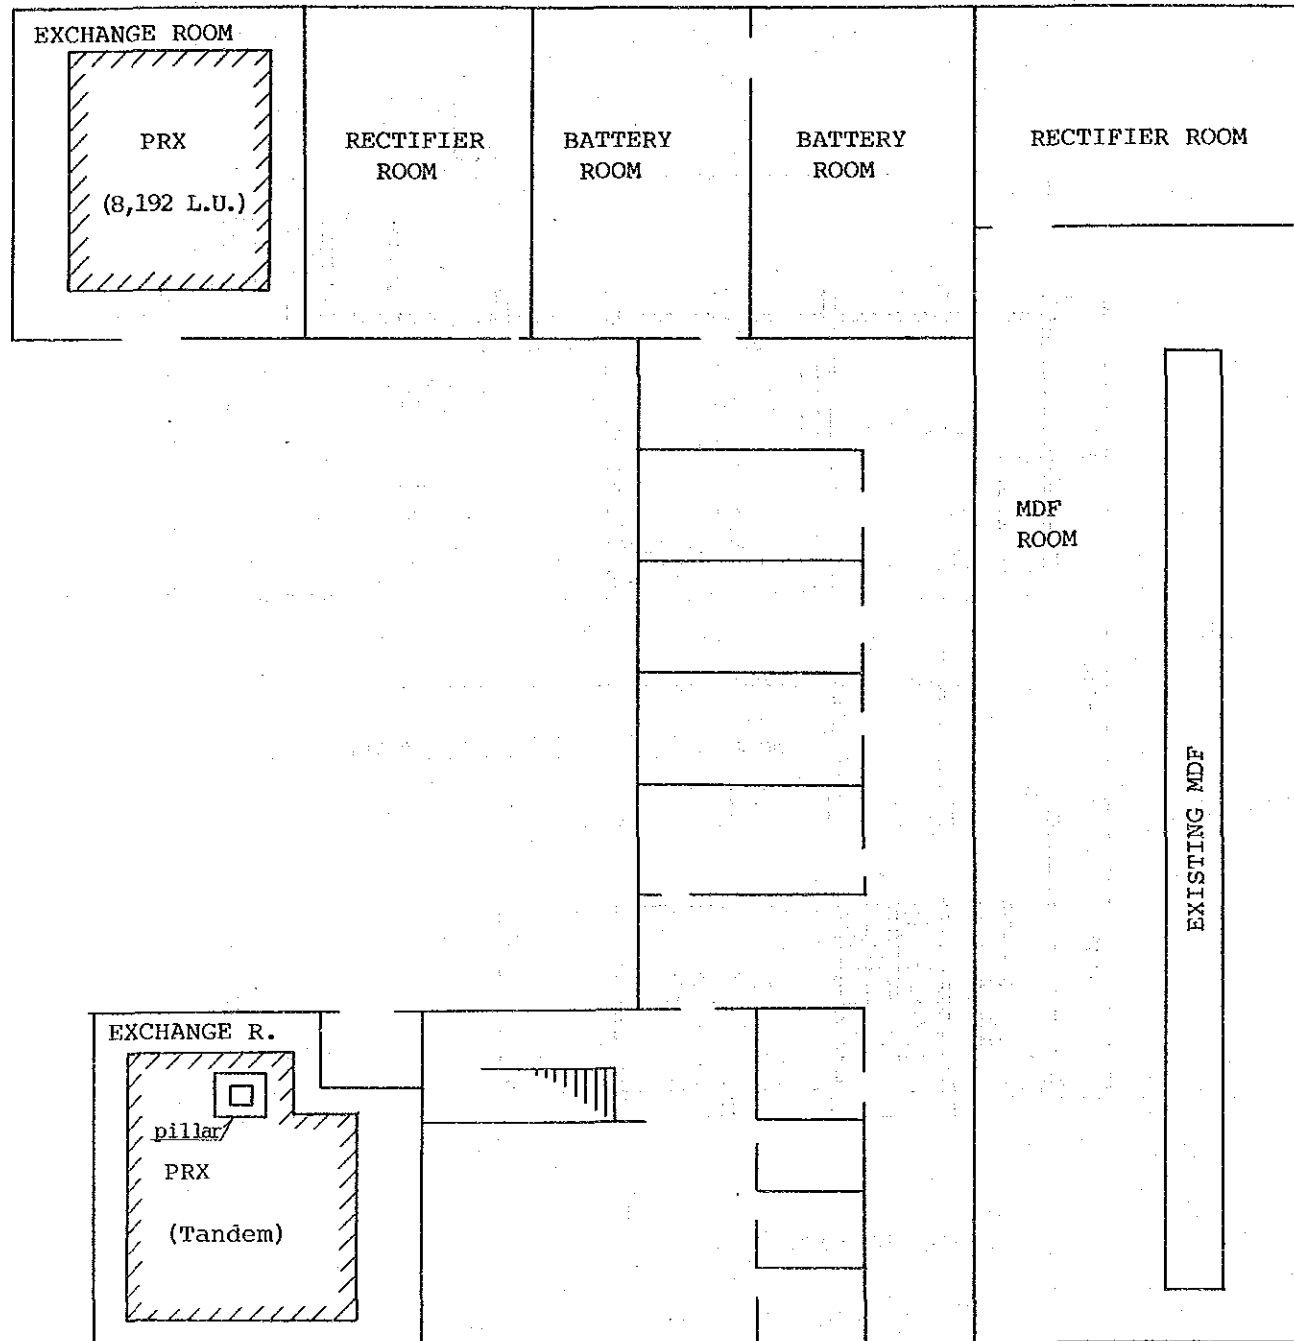 EXCHANGE ROOM
PRX
(8,192 L.U.)
RECTIFIER
ROOM
BATTERY
ROOM
BATTERY
ROOM
RECTIFIER ROOM
MDF
ROOM
EXISTING MDF
EXCHANGE R.
pillar
PRX
(Tandem)